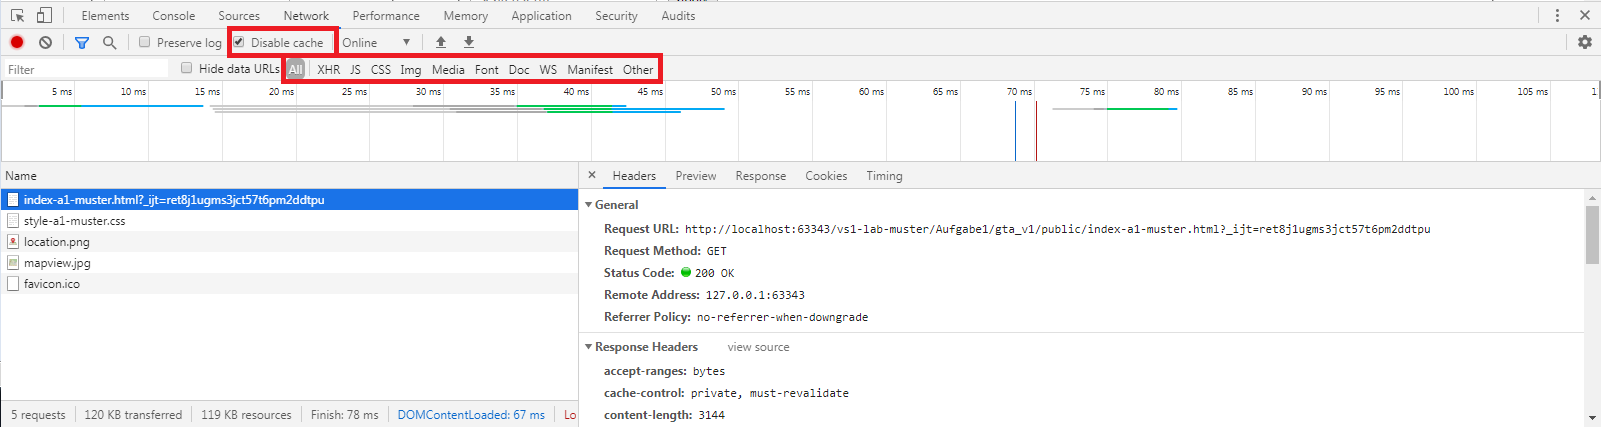 Elements Console Sources Network Performance Memory Application Security Audits
Preserve log Disable cache Online
Filter Hide data URLs All XHR JS CSS Img Media Font Doc WS Manifest Other
5 ms 10 ms 15 ms 20 ms 25 ms 30 ms 35 ms 40 ms 45 ms 50 ms 55 ms 60 ms 65 ms 70 ms 75 ms 80 ms 85 ms 90 ms 95 ms 100 ms 105 ms 1
Name
index-a1-muster.html?_ijt=ret8j1ugms3jct57t6pm2ddtpu
style-a1-muster.css
location.png
mapview.jpg
favicon.ico
5 requests 120 KB transferred 119 KB resources Finish: 78 ms DOMContentLoaded: 67 ms Lo
Headers Preview Response Cookies Timing
General
Request URL: http://localhost:63343/vs1-lab-muster/Aufgabe1/gta_v1/public/index-a1-muster.html?_ijt=ret8j1ugms3jct57t6pm2ddtpu
Request Method: GET
Status Code: 200 OK
Remote Address: 127.0.0.1:63343
Referrer Policy: no-referrer-when-downgrade
Response Headers view source
accept-ranges: bytes
cache-control: private, must-revalidate
content-length: 3144